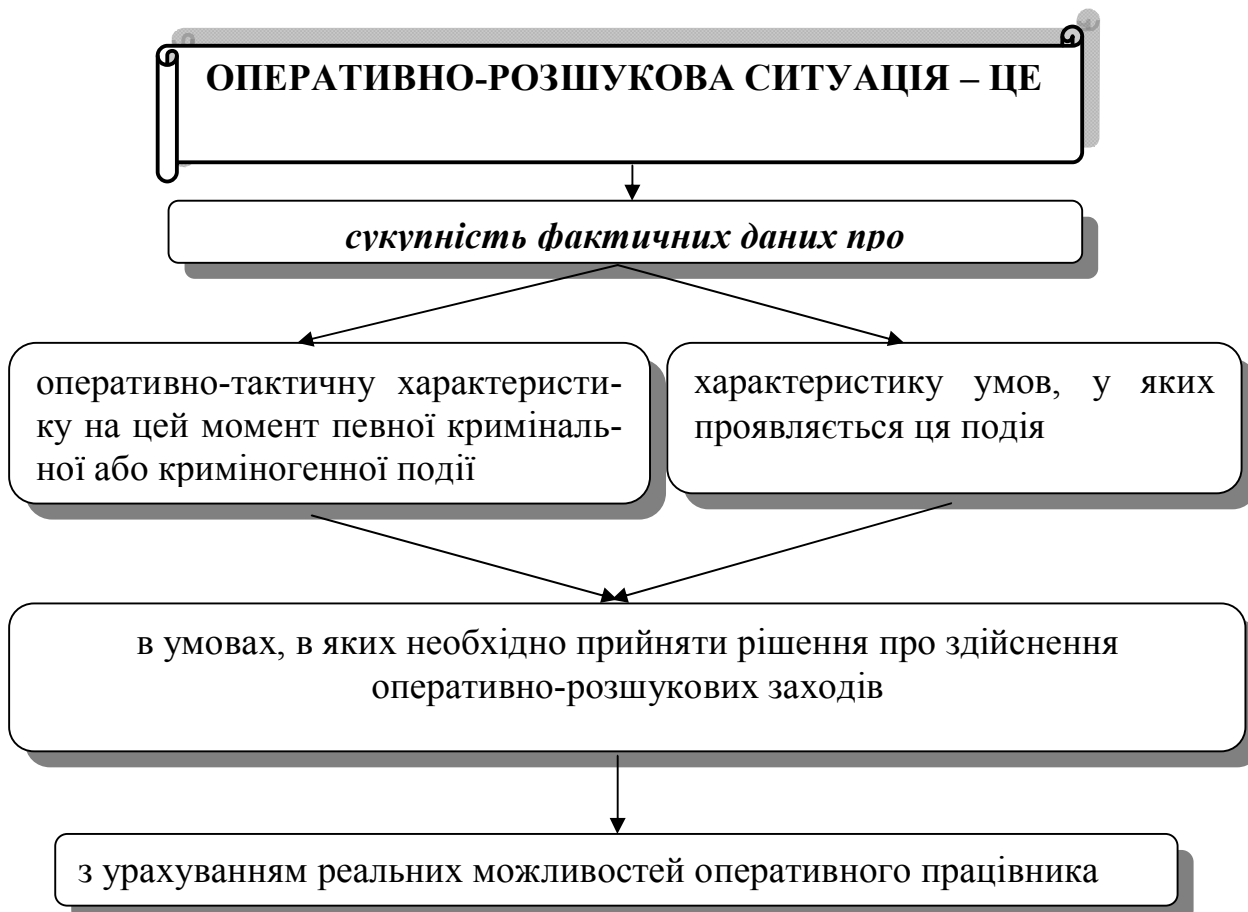 ОПЕРАТИВНО-РОЗШУКОВА СИТУАЦІЯ – ЦЕ
сукупність фактичних даних про
оперативно-тактичну характеристи-
ку на цей момент певної криміналь-
ної або криміногенної події
характеристику умов, у яких
проявляється ця подія
в умовах, в яких необхідно прийняти рішення про здійснення
оперативно-розшукових заходів
з урахуванням реальних можливостей оперативного працівника